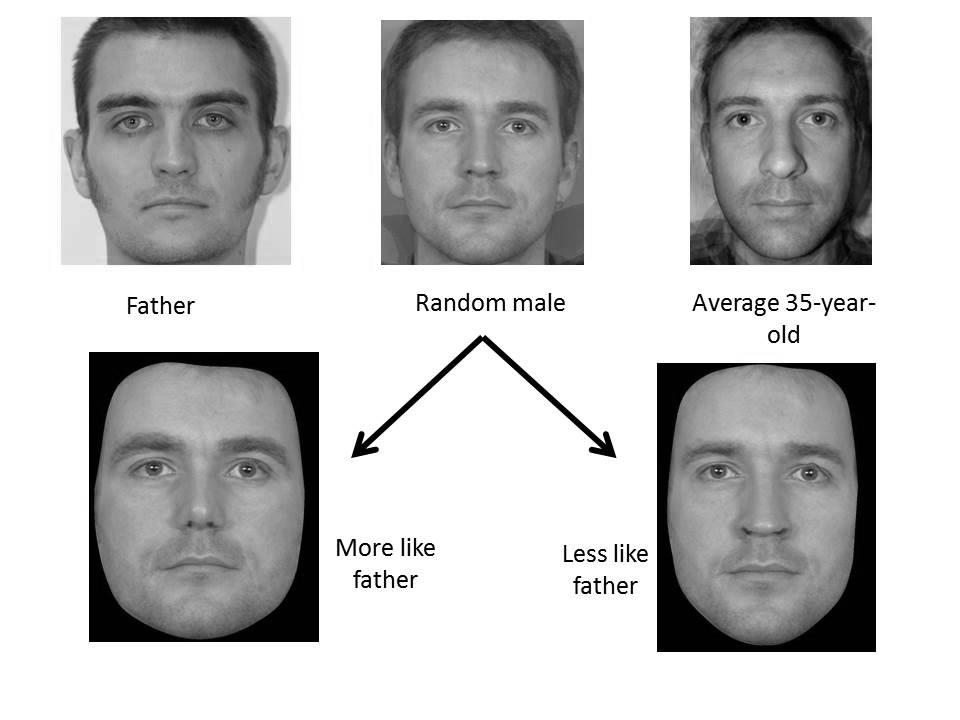 Father
Random male
Average 35-year-
old
More like
father
Less like
father